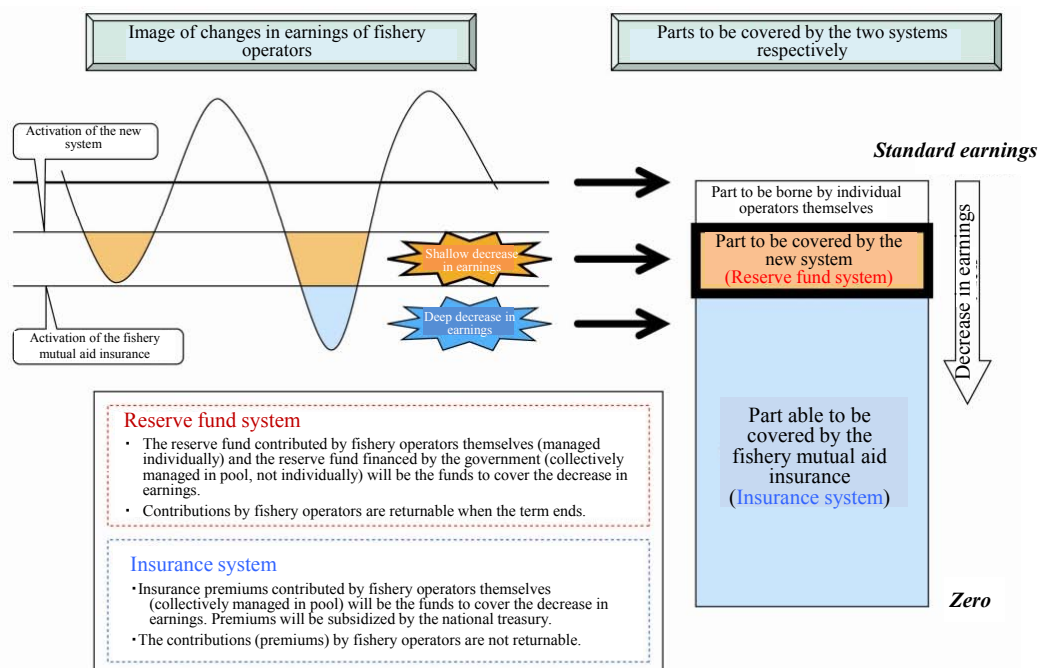 Image of changes in earnings of fishery
operators
Parts to be covered by the two systems
respectively
Activation of the new
system
Standard earnings
Part to be borne by individual
operators themselves
Shallow decrease
in earnings
Part to be covered by the
new system
(Reserve fund system)
Decrease in earnings
Deep decrease in
earnings
Activation of the fishery
mutual aid insurance
Part able to be
covered by the
fishery mutual aid
insurance
(Insurance system)
Zero
Reserve fund system
・ The reserve fund contributed by fishery operators themselves (managed
individually) and the reserve fund financed by the government (collectively
managed in pool, not individually) will be the funds to cover the decrease in
earnings.
・ Contributions by fishery operators are returnable when the term ends.
Insurance system
・Insurance premiums contributed by fishery operators themselves
(collectively managed in pool) will be the funds to cover the decrease in
earnings. Premiums will be subsidized by the national treasury.
・The contributions (premiums) by fishery operators are not returnable.